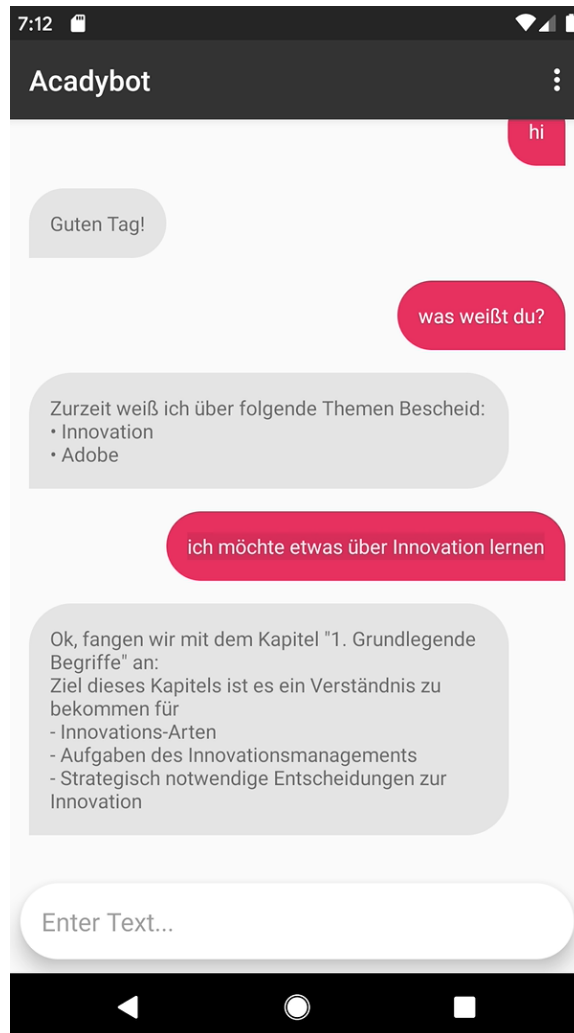 7:12
Acadybot
hi
Guten Tag!
was weißt du?
Zurzeit weiß ich über folgende Themen Bescheid:
• Innovation
• Adobe
ich möchte etwas über Innovation lernen
Ok, fangen wir mit dem Kapitel "1. Grundlegende
Begriffe" an:
Ziel dieses Kapitels ist es ein Verständnis zu
bekommen für
- Innovations-Arten
- Aufgaben des Innovationsmanagements
- Strategisch notwendige Entscheidungen zur
Innovation
Enter Text...